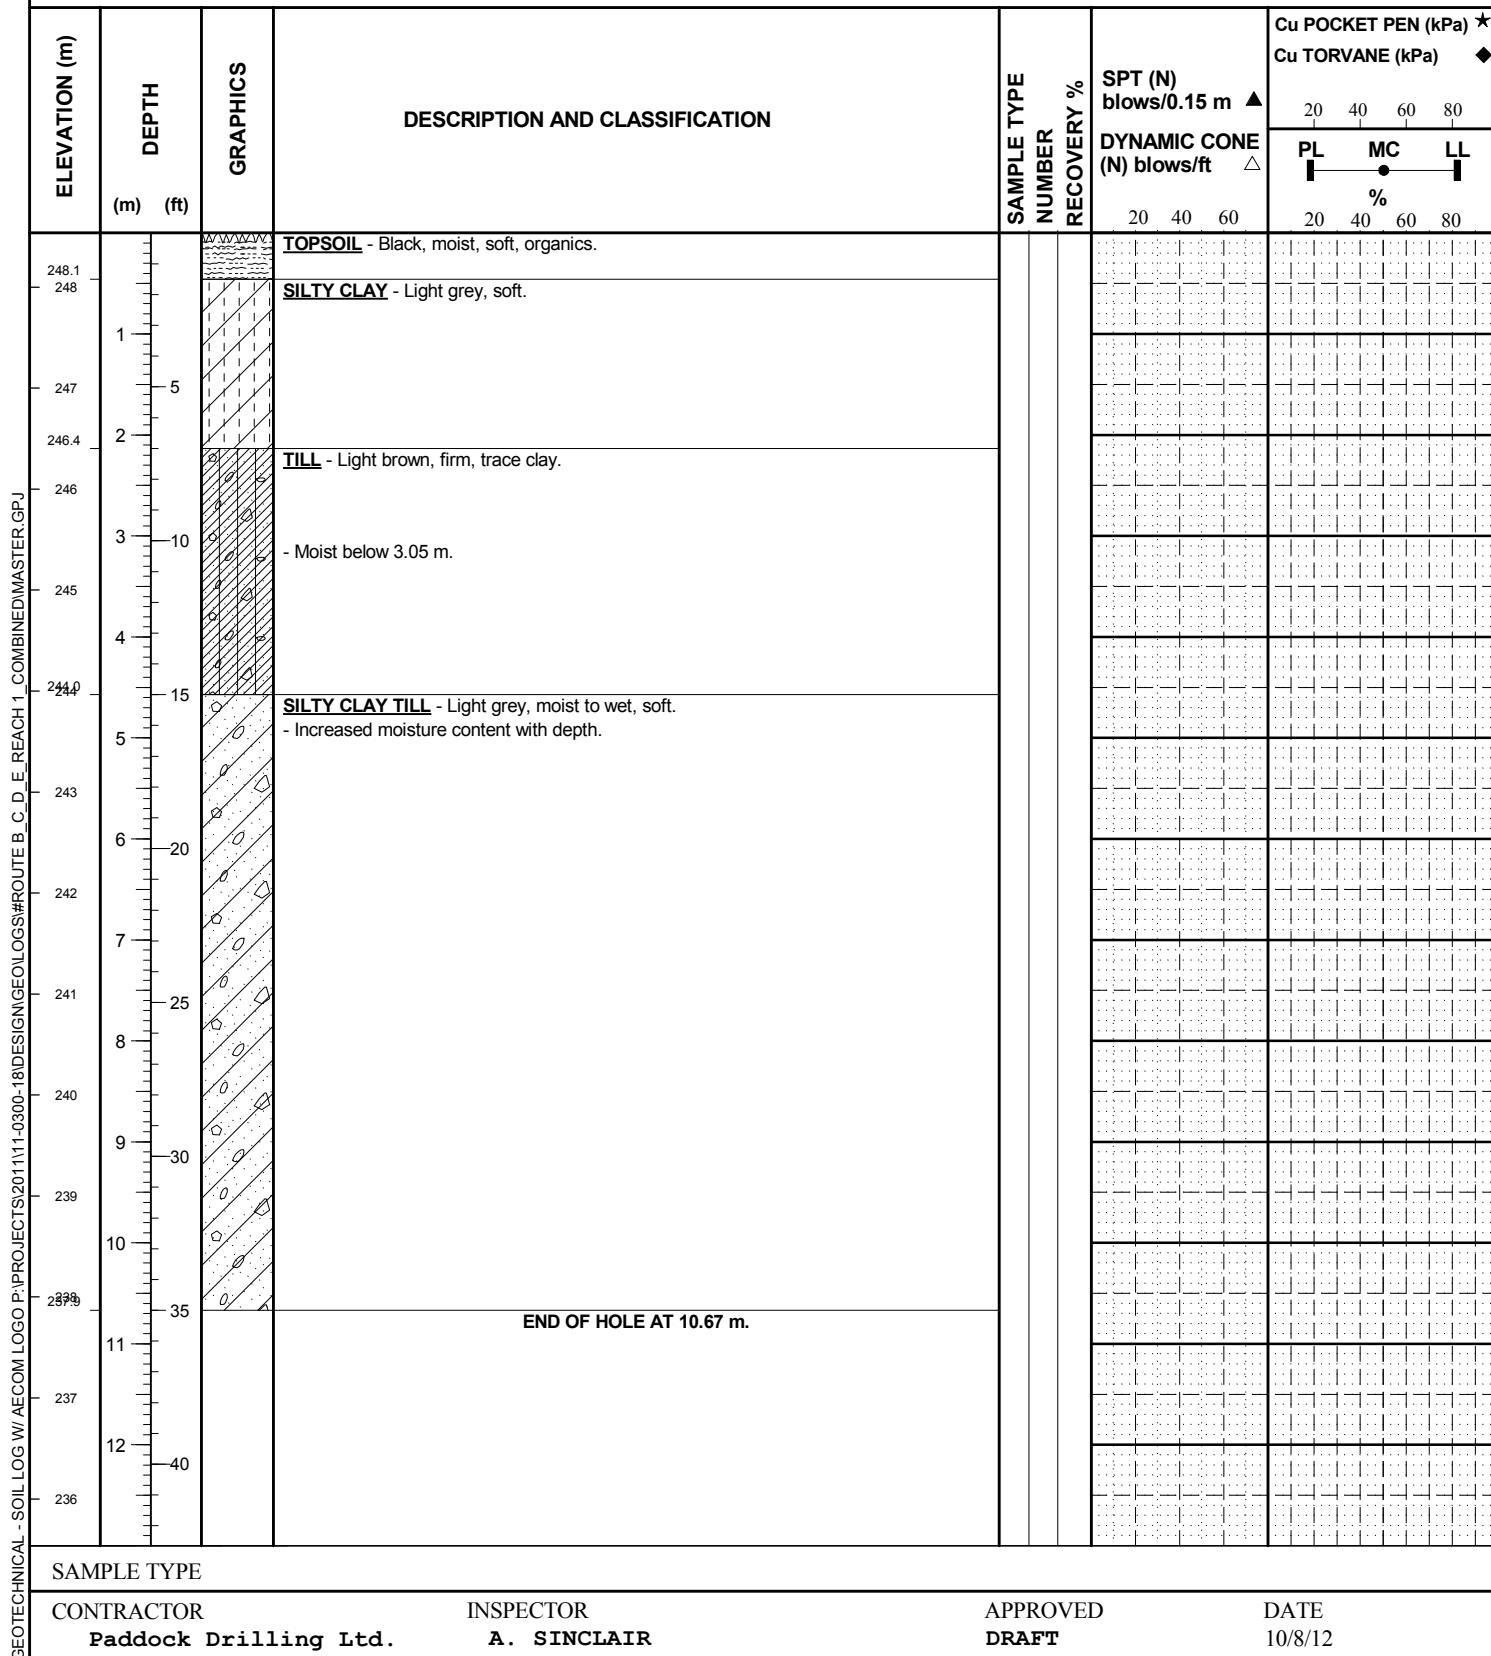 ELEVATION (m)
DEPTH
(m) (ft)
GRAPHICS
DESCRIPTION AND CLASSIFICATION
SAMPLE TYPE
NUMBER
RECOVERY %
SPT (N)
blows/0.15 m ▲
DYNAMIC CONE
(N) blows/ft △
20 40 60
Cu POCKET PEN (kPa) ★
Cu TORVANE (kPa) ◆
20 40 60 80
PL MC LL
%
20 40 60 80
TOPSOIL - Black, moist, soft, organics.
248.1
248
SILTY CLAY - Light grey, soft.
1
247
5
2
246.4
TILL - Light brown, firm, trace clay.
246
3
10
- Moist below 3.05 m.
245
4
244.0
244
15
SILTY CLAY TILL - Light grey, moist to wet, soft.
- Increased moisture content with depth.
5
243
6
20
242
7
241
25
8
240
9
30
239
10
238
237.9
35
END OF HOLE AT 10.67 m.
11
237
12
40
236
GEOTECHNICAL - SOIL LOG W/ AECOM LOGO P:\PROJECTS\2011\11-0300-18\DESIGN\GEO\LOGS\#ROUTE B_C_D_E_REACH 1_COMBINED\MASTER.GPJ
SAMPLE TYPE
CONTRACTOR INSPECTOR APPROVED DATE
Paddock Drilling Ltd. A. SINCLAIR DRAFT 10/8/12